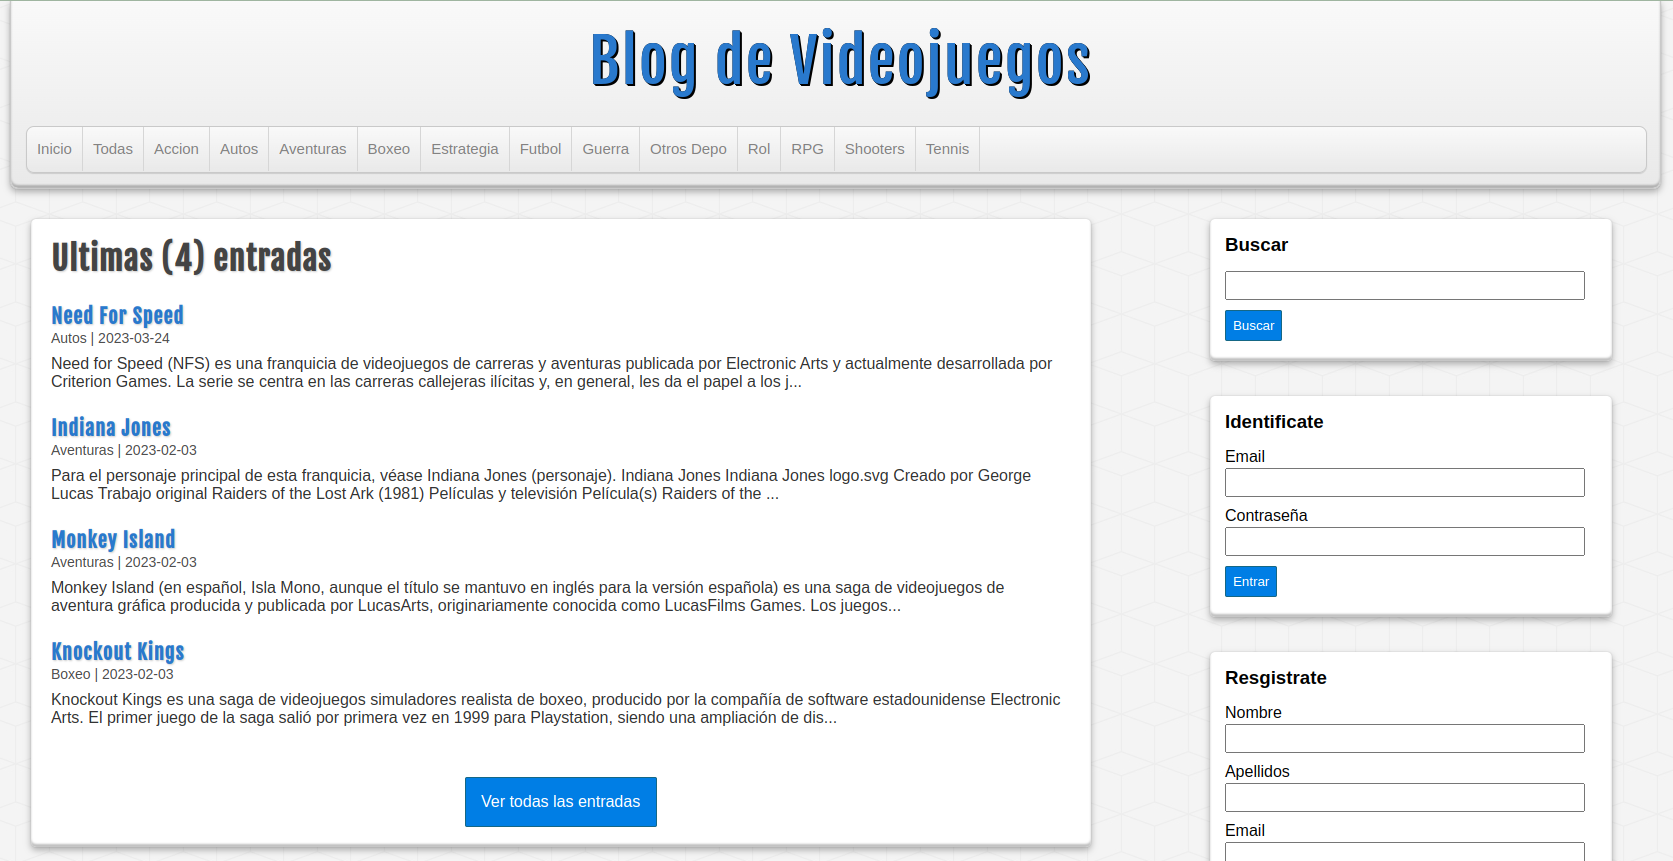 Blog de Videojuegos
Inicio Todas Accion Autos Aventuras Boxeo Estrategia Futbol Guerra Otros Depo Rol RPG Shooters Tennis
Ultimas (4) entradas
Need For Speed
Autos | 2023-03-24
Need for Speed (NFS) es una franquicia de videojuegos de carreras y aventuras publicada por Electronic Arts y actualmente desarrollada por
Criterion Games. La serie se centra en las carreras callejeras ilícitas y, en general, les da el papel a los j...
Indiana Jones
Aventuras | 2023-02-03
Para el personaje principal de esta franquicia, véase Indiana Jones (personaje). Indiana Jones Indiana Jones logo.svg Creado por George
Lucas Trabajo original Raiders of the Lost Ark (1981) Películas y televisión Película(s) Raiders of the ...
Monkey Island
Aventuras | 2023-02-03
Monkey Island (en español, Isla Mono, aunque el título se mantuvo en inglés para la versión española) es una saga de videojuegos de
aventura gráfica producida y publicada por LucasArts, originariamente conocida como LucasFilms Games. Los juegos...
Knockout Kings
Boxeo | 2023-02-03
Knockout Kings es una saga de videojuegos simuladores realista de boxeo, producido por la compañía de software estadounidense Electronic
Arts. El primer juego de la saga salió por primera vez en 1999 para Playstation, siendo una ampliación de dis...
Ver todas las entradas
Buscar
Buscar
Identificate
Email
Contraseña
Entrar
Resgistrate
Nombre
Apellidos
Email